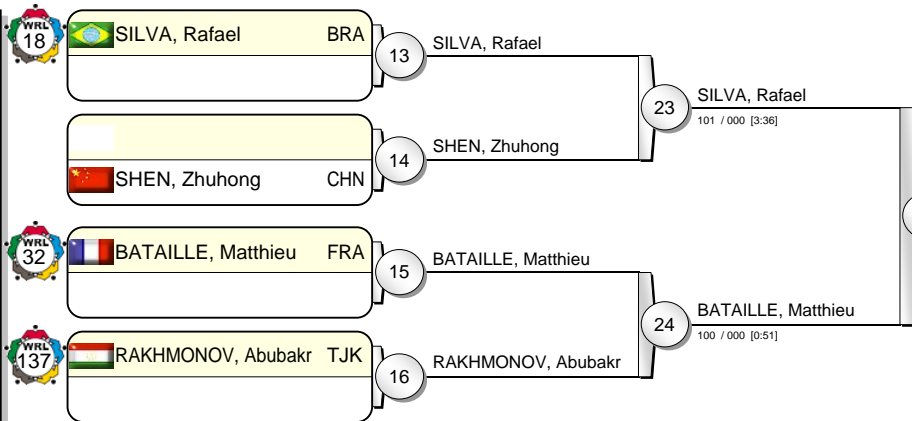 WRL
18
SILVA, Rafael BRA
13
SILVA, Rafael
23
SILVA, Rafael
101 / 000 [3:36]
14
SHEN, Zhuhong
SHEN, Zhuhong CHN
WRL
32
BATAILLE, Matthieu FRA
15
BATAILLE, Matthieu
24
BATAILLE, Matthieu
100 / 000 [0:51]
WRL
137
RAKHMONOV, Abubakr TJK
16
RAKHMONOV, Abubakr